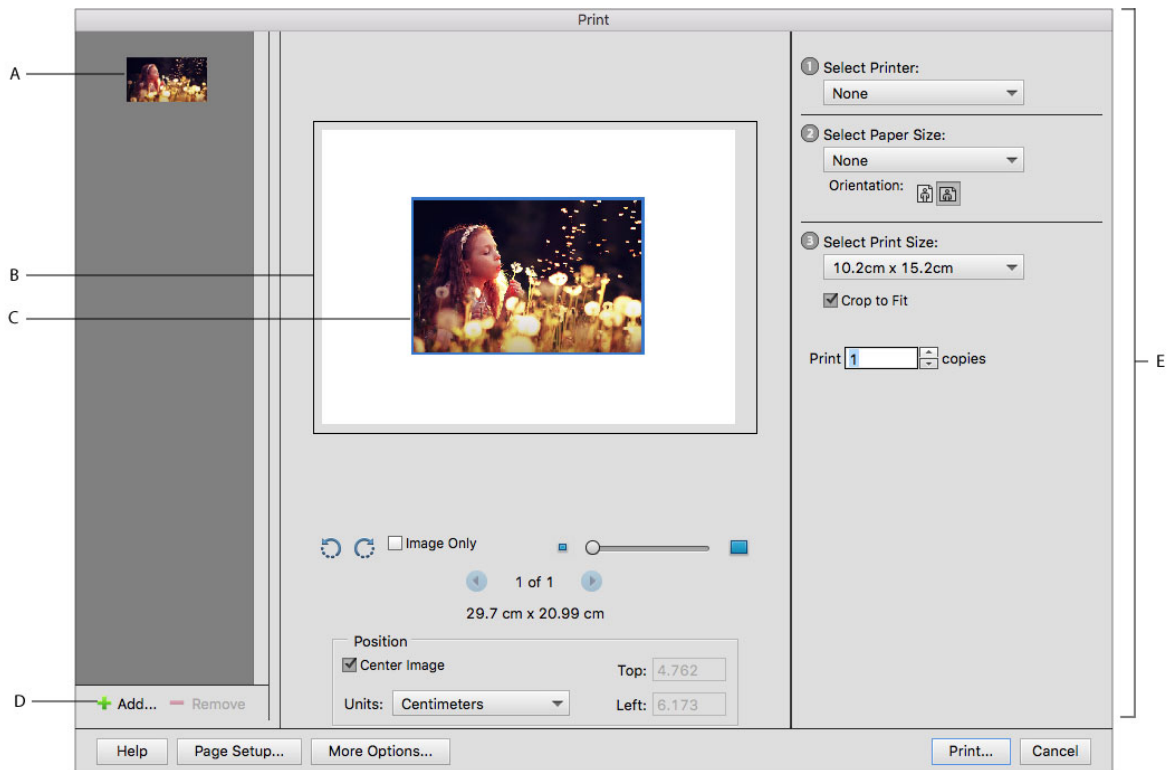 Print
A
B
C
D
E
1 Select Printer:
None
2 Select Paper Size:
None
Orientation:
3 Select Print Size:
10.2cm x 15.2cm
Crop to Fit
Print 1 copies
Image Only
1 of 1
29.7 cm x 20.99 cm
Position
Center Image
Top: 4.762
Units: Centimeters
Left: 6.173
Add... Remove
Help Page Setup... More Options... Print... Cancel